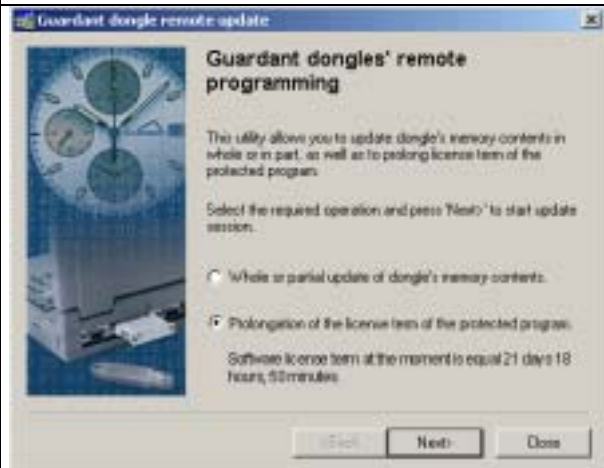 Guardant dongle remote update
Guardant dongles' remote
programming
This utility allows you to update dongle's memory contents in
whole or in part, as well as to prolong license term of the
protected program.
Select the required operation and press 'Next>' to start update
session.
Whole or partial update of dongle's memory contents.
Prolongation of the license term of the protected program.
Software license term at the moment is equal 21 days 18
hours, 50 minutes
<Back
Next>
Close